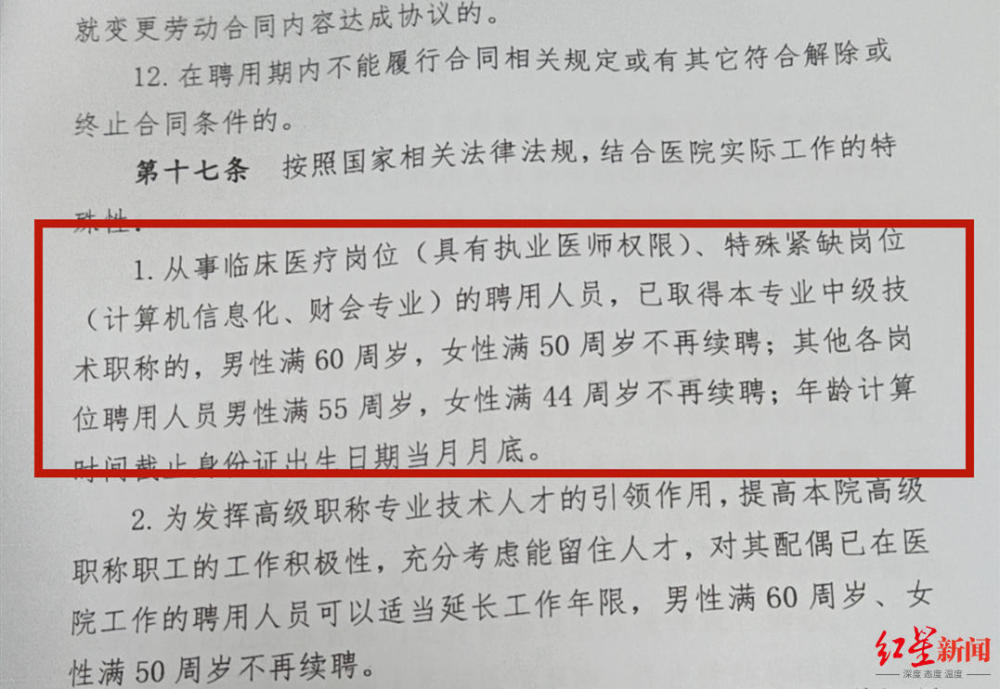 就变更劳动合同内容达成协议的。
12.在聘用期内不能履行合同相关规定或有其它符合解除或
终止合同条件的。
第十七条 按照国家相关法律法规,结合医院实际工作的特
殊性:
1.从事临床医疗岗位(具有执业医师权限)、特殊紧缺岗位
(计算机信息化、财会专业)的聘用人员,已取得本专业中级技
术职称的,男性满60周岁,女性满50周岁不再续聘;其他各岗
位聘用人员男性满55周岁,女性满44周岁不再续聘;年龄计算
时间截止身份证出生日期当月月底。
2.为发挥高级职称专业技术人才的引领作用,提高本院高级
职称职工的工作积极性,充分考虑能留住人才,对其配偶已在医
院工作的聘用人员可以适当延长工作年限,男性满60周岁、女
性满50周岁不再续聘。
红星新闻
深度 态度 温度